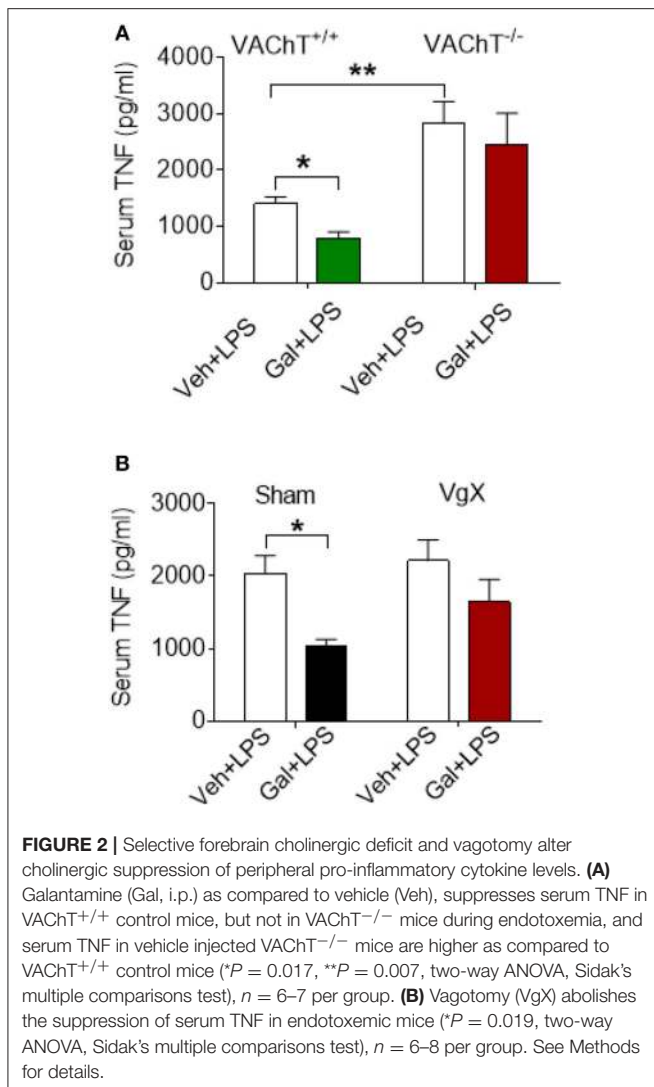 A
VAChT+/+ VAChT-/-
4000
3000
2000
1000
0
Serum TNF (pg/ml)
**
*
Veh+LPS Gal+LPS Veh+LPS Gal+LPS
B
Sham VgX
3000
2000
1000
0
Serum TNF (pg/ml)
*
Veh+LPS Gal+LPS Veh+LPS Gal+LPS
FIGURE 2 | Selective forebrain cholinergic deficit and vagotomy alter
cholinergic suppression of peripheral pro-inflammatory cytokine levels. (A)
Galantamine (Gal, i.p.) as compared to vehicle (Veh), suppresses serum TNF in
VAChT+/+ control mice, but not in VAChT−/− mice during endotoxemia, and
serum TNF in vehicle injected VAChT−/− mice are higher as compared to
VAChT+/+ control mice (*P = 0.017, **P = 0.007, two-way ANOVA, Sidak's
multiple comparisons test), n = 6–7 per group. (B) Vagotomy (VgX) abolishes
the suppression of serum TNF in endotoxemic mice (*P = 0.019, two-way
ANOVA, Sidak's multiple comparisons test), n = 6–8 per group. See Methods
for details.